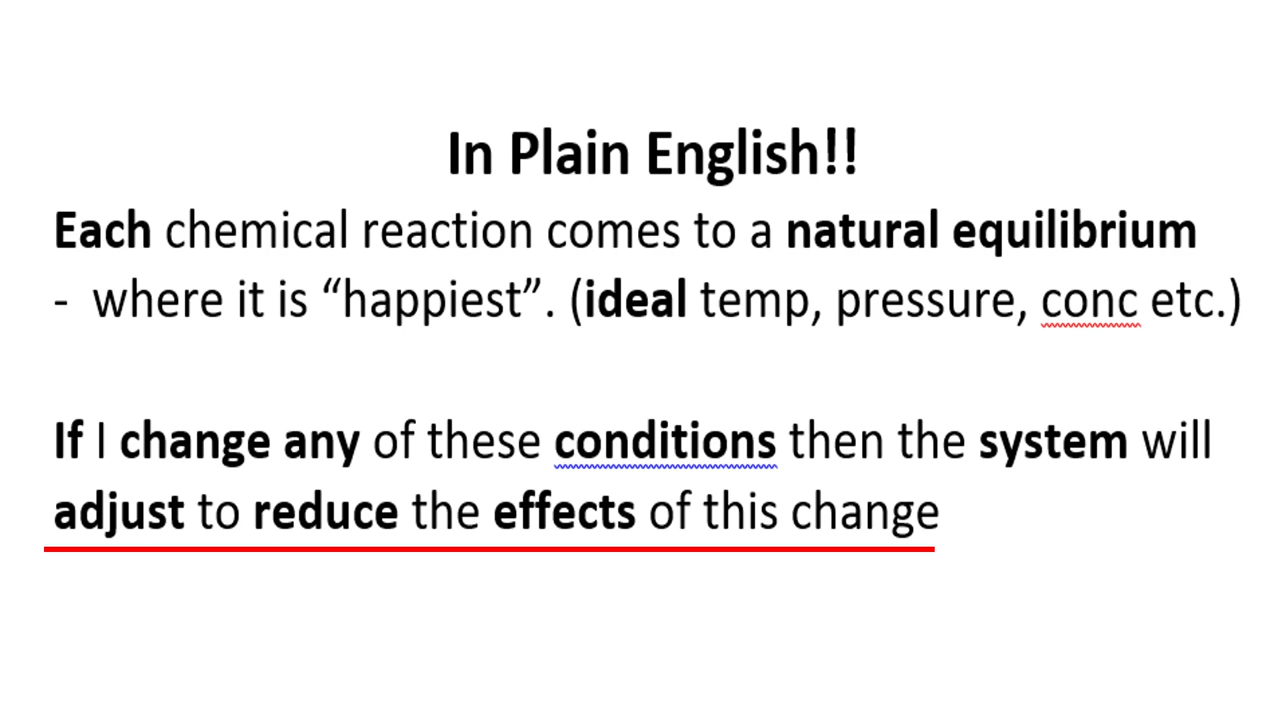 In Plain English!!
Each chemical reaction comes to a natural equilibrium
- where it is “happiest”. (ideal temp, pressure, conc etc.)
If I change any of these conditions then the system will
adjust to reduce the effects of this change